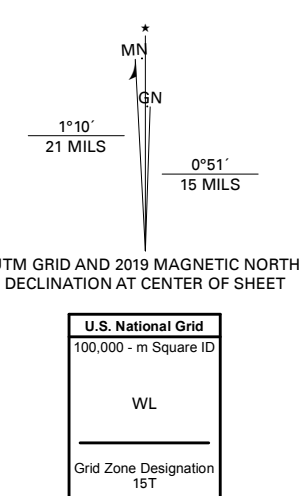 ★
MN
GN
1°10´
21 MILS
0°51´
15 MILS
UTM GRID AND 2019 MAGNETIC NORTH
DECLINATION AT CENTER OF SHEET
U.S. National Grid
100,000 - m Square ID
WL
Grid Zone Designation
15T